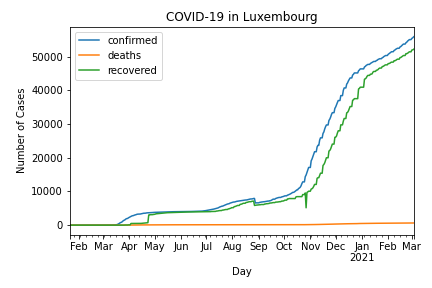 COVID-19 in Luxembourg
confirmed
deaths
recovered
Number of Cases
50000
40000
30000
20000
10000
0
Feb Mar Apr May Jun Jul Aug Sep Oct Nov Dec Jan Feb Mar
2021
Day